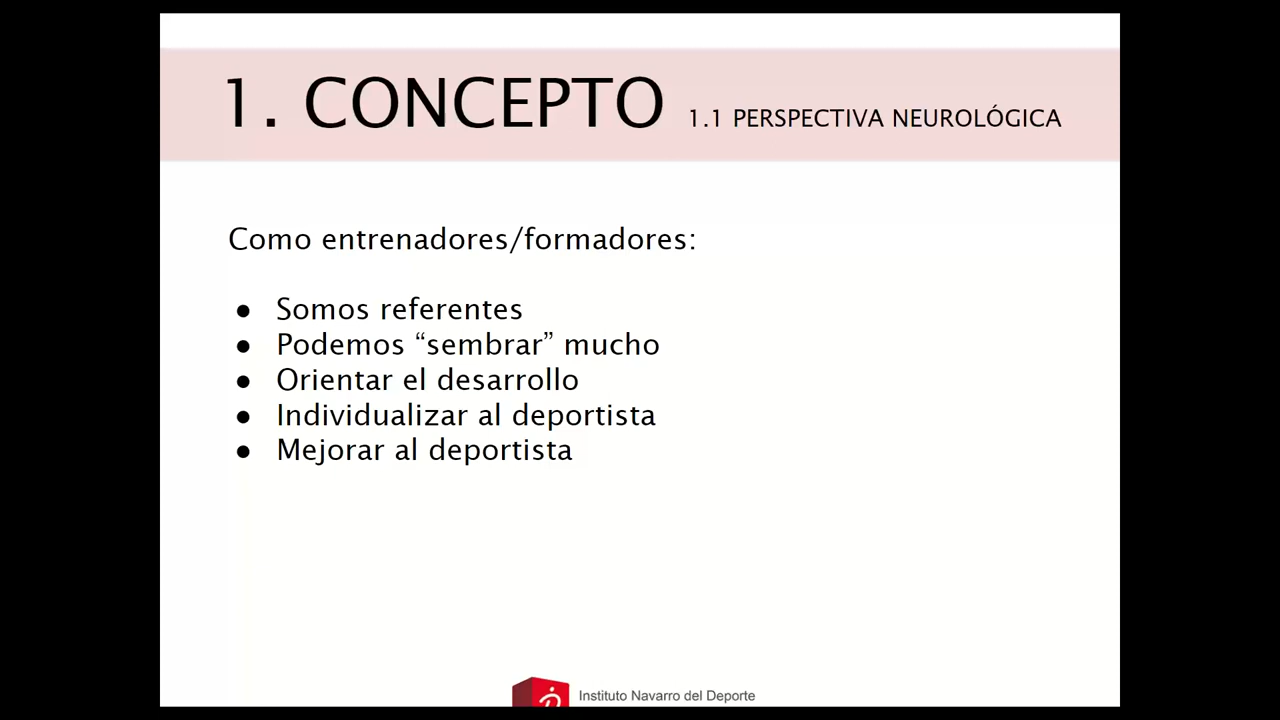 1. CONCEPTO 1.1 PERSPECTIVA NEUROLÓGICA
Como entrenadores/formadores:
● Somos referentes
● Podemos “sembrar” mucho
● Orientar el desarrollo
● Individualizar al deportista
● Mejorar al deportista
Instituto Navarro del Deporte